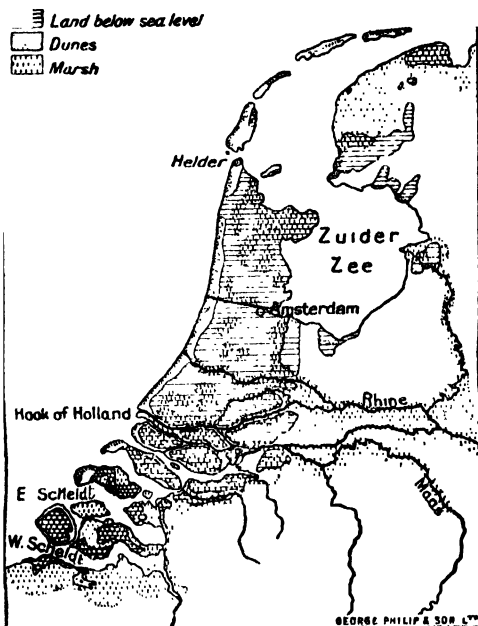 Land below sea level
Dunes
Marsh
Helder
Zuider
Zee
Amsterdam
Rhine
Hook of Holland
Maas
E Scheldt
W. Scheldt
GEORGE PHILIP & SON LTD